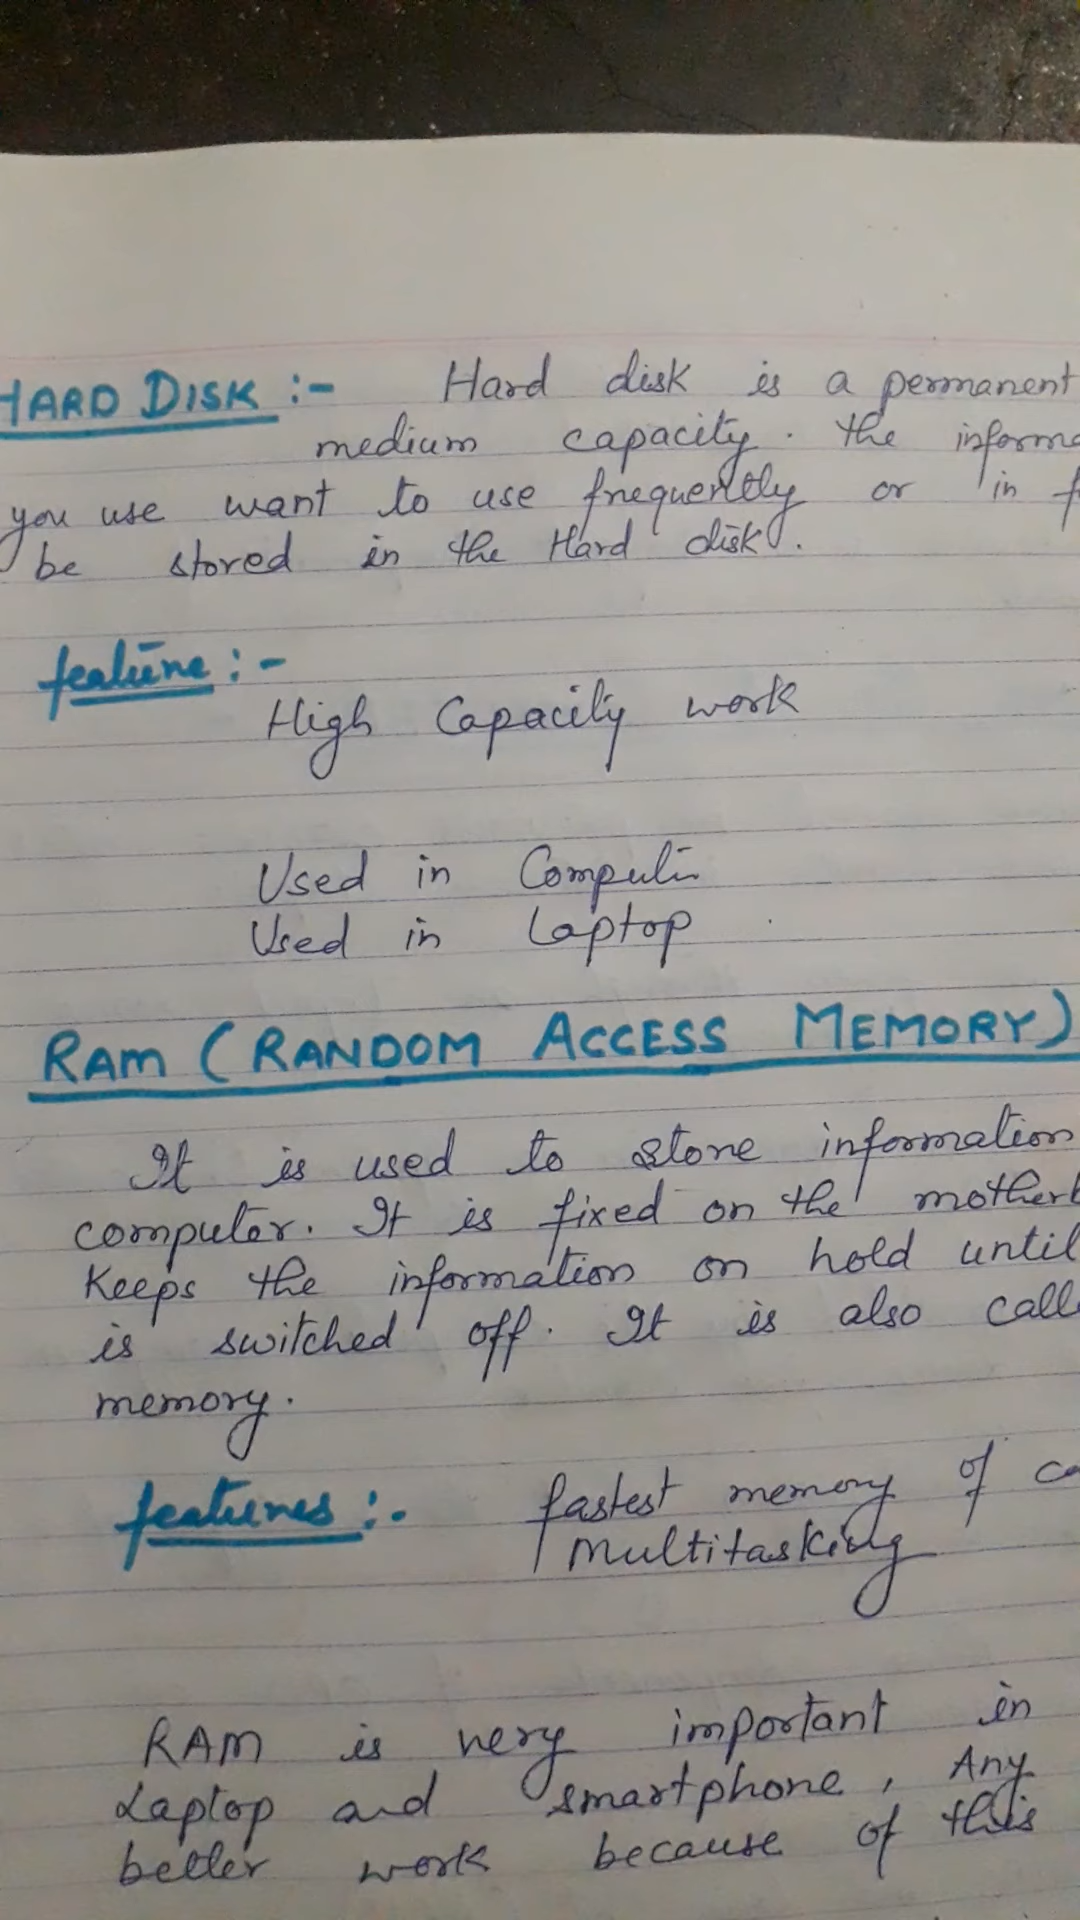 HARD DISK :- Hard disk is a permanent
medium capacity. the
you use want to use frequently or in
be stored in the Hard disk.
feature :-
High Capacity work
Used in Computer
Used in Laptop
RAM (RANDOM ACCESS MEMORY)
It is used to store information
computer. It is fixed on the
Keeps the information on hold until
is switched off. It is also
memory.
features :- fastest memory of
multitasking
RAM is very important in
Laptop and smartphone, Any
better work because of this